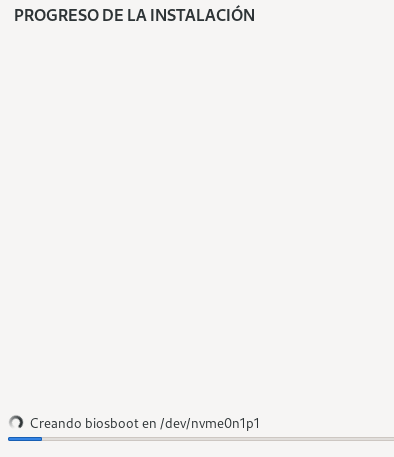 PROGRESO DE LA INSTALACIÓN
Creando biosboot en /dev/nvme0n1p1